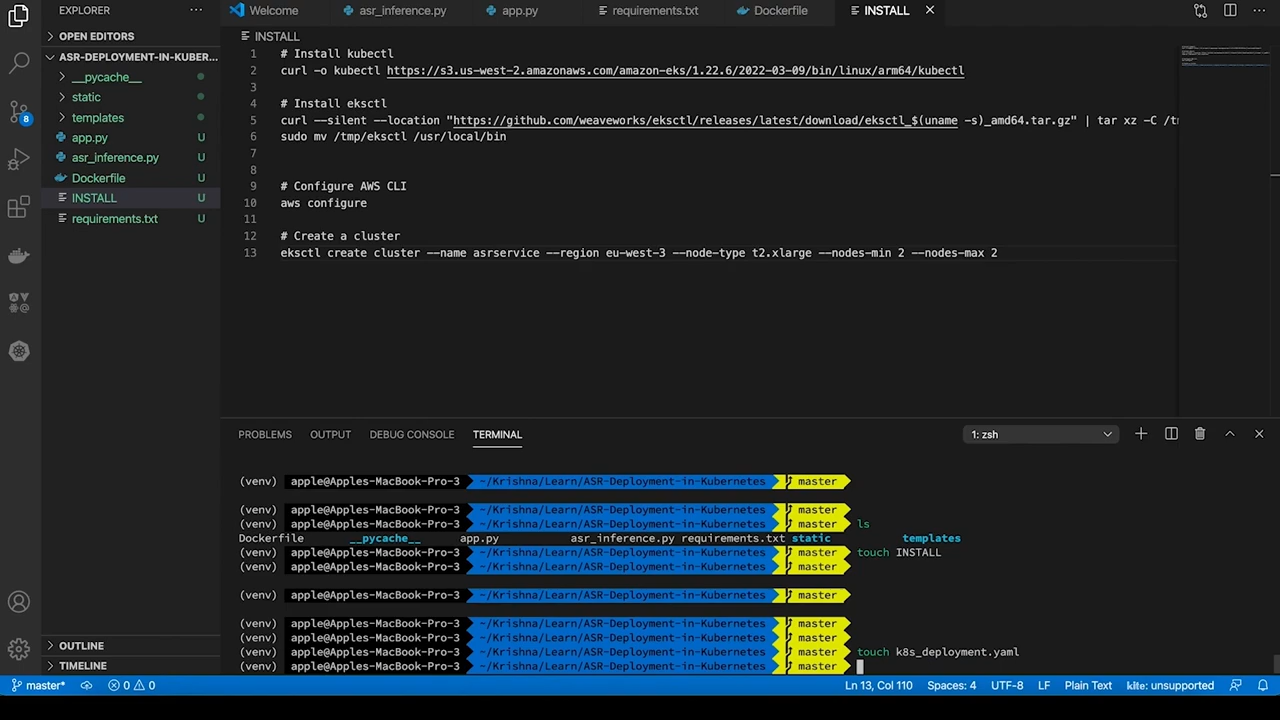 EXPLORER
Welcome
asr_inference.py
app.py
requirements.txt
Dockerfile
INSTALL
OPEN EDITORS
ASR-DEPLOYMENT-IN-KUBER...
__pycache__
static
templates
app.py U
asr_inference.py U
Dockerfile U
INSTALL U
requirements.txt U
8
OUTLINE
TIMELINE
INSTALL
1 # Install kubectl
2 curl -o kubectl https://s3.us-west-2.amazonaws.com/amazon-eks/1.22.6/2022-03-09/bin/linux/arm64/kubectl
3
4 # Install eksctl
5 curl --silent --location "https://github.com/weaveworks/eksctl/releases/latest/download/eksctl_$(uname -s)_amd64.tar.gz" | tar xz -C /tm
6 sudo mv /tmp/eksctl /usr/local/bin
7
8
9 # Configure AWS CLI
10 aws configure
11
12 # Create a cluster
13 eksctl create cluster --name asrservice --region eu-west-3 --node-type t2.xlarge --nodes-min 2 --nodes-max 2
PROBLEMS OUTPUT DEBUG CONSOLE TERMINAL
1: zsh
(venv) apple@Apples-MacBook-Pro-3 ~/Krishna/Learn/ASR-Deployment-in-Kubernetes master
(venv) apple@Apples-MacBook-Pro-3 ~/Krishna/Learn/ASR-Deployment-in-Kubernetes master
(venv) apple@Apples-MacBook-Pro-3 ~/Krishna/Learn/ASR-Deployment-in-Kubernetes master ls
Dockerfile __pycache__ app.py asr_inference.py requirements.txt static templates
(venv) apple@Apples-MacBook-Pro-3 ~/Krishna/Learn/ASR-Deployment-in-Kubernetes master touch INSTALL
(venv) apple@Apples-MacBook-Pro-3 ~/Krishna/Learn/ASR-Deployment-in-Kubernetes master
(venv) apple@Apples-MacBook-Pro-3 ~/Krishna/Learn/ASR-Deployment-in-Kubernetes master
(venv) apple@Apples-MacBook-Pro-3 ~/Krishna/Learn/ASR-Deployment-in-Kubernetes master
(venv) apple@Apples-MacBook-Pro-3 ~/Krishna/Learn/ASR-Deployment-in-Kubernetes master
(venv) apple@Apples-MacBook-Pro-3 ~/Krishna/Learn/ASR-Deployment-in-Kubernetes master touch k8s_deployment.yaml
(venv) apple@Apples-MacBook-Pro-3 ~/Krishna/Learn/ASR-Deployment-in-Kubernetes master
master* 0 0 Ln 13, Col 110 Spaces: 4 UTF-8 LF Plain Text kite: unsupported